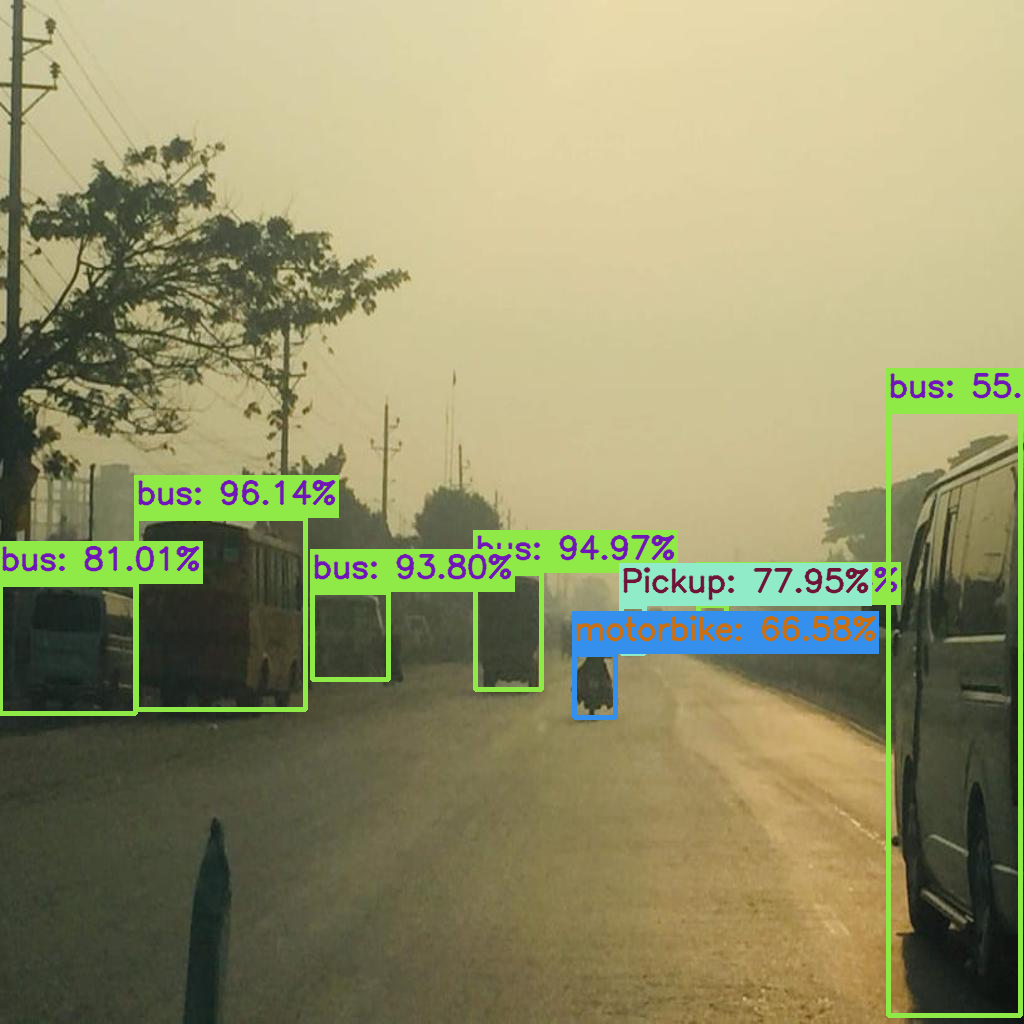 bus: 55.
bus: 96.14%
bus: 94.97%
bus: 81.01%
bus: 93.80%
Pickup: 77.95%
%
motorbike: 66.58%